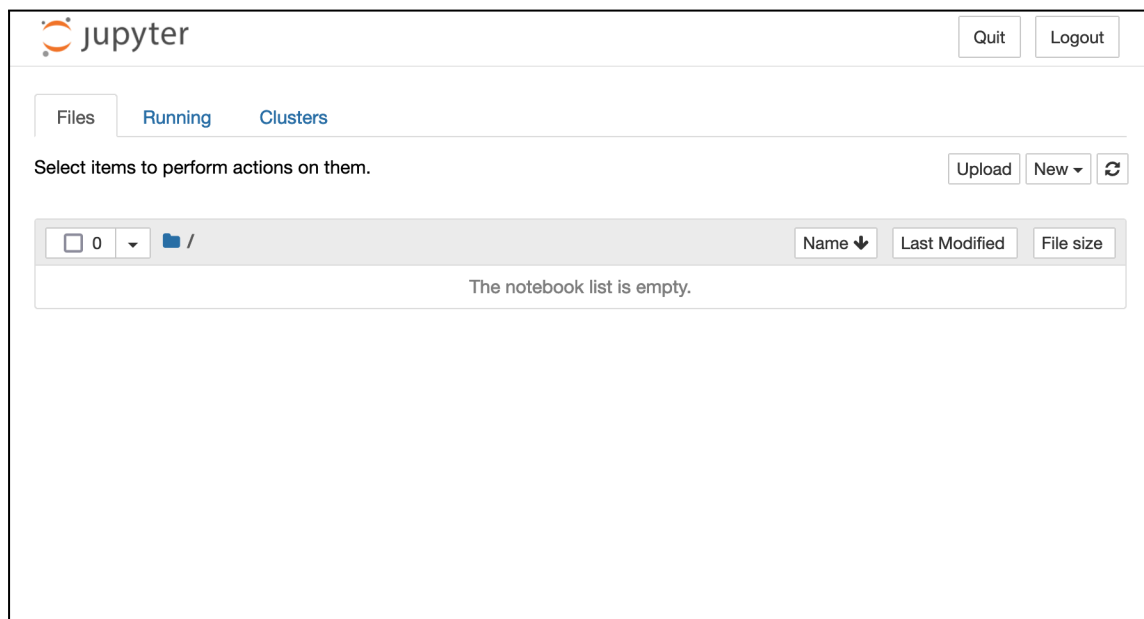 jupyter
Quit Logout
Files Running Clusters
Select items to perform actions on them.
Upload New
0 / Name Last Modified File size
The notebook list is empty.